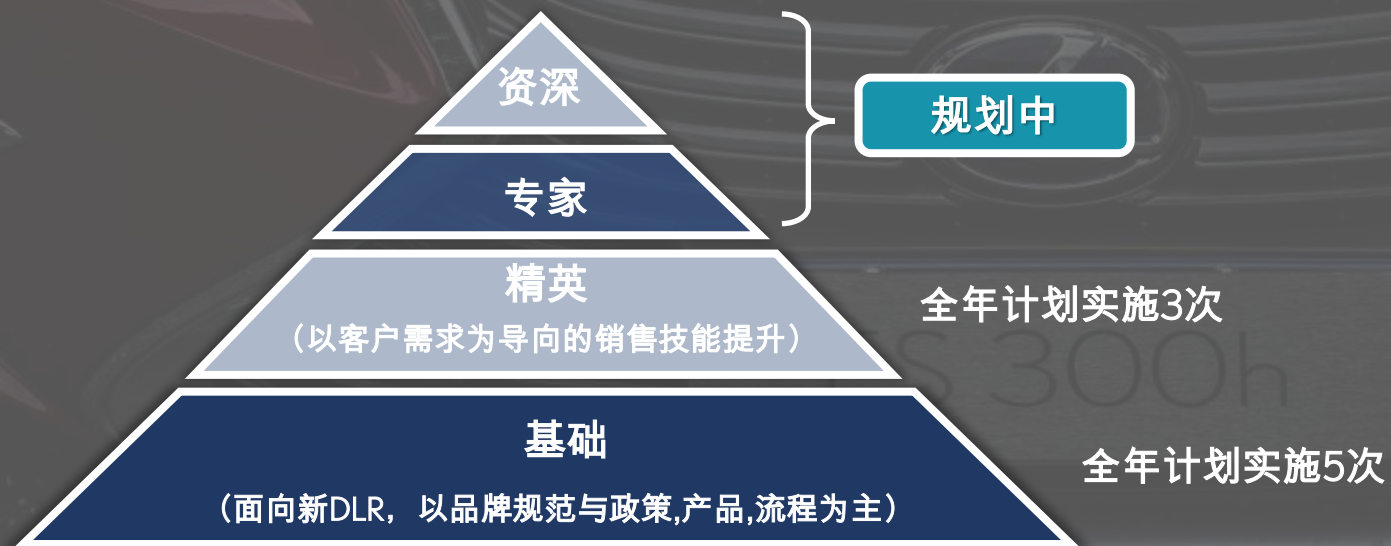 资深
规划中
专家
精英
（以客户需求为导向的销售技能提升）
全年计划实施3次
S 300h
基础
全年计划实施5次
（面向新DLR，以品牌规范与政策,产品,流程为主）